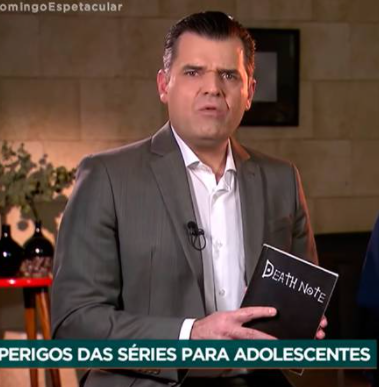 omingoEspetacular
DEATH NOTE
PERIGOS DAS SÉRIES PARA ADOLESCENTES